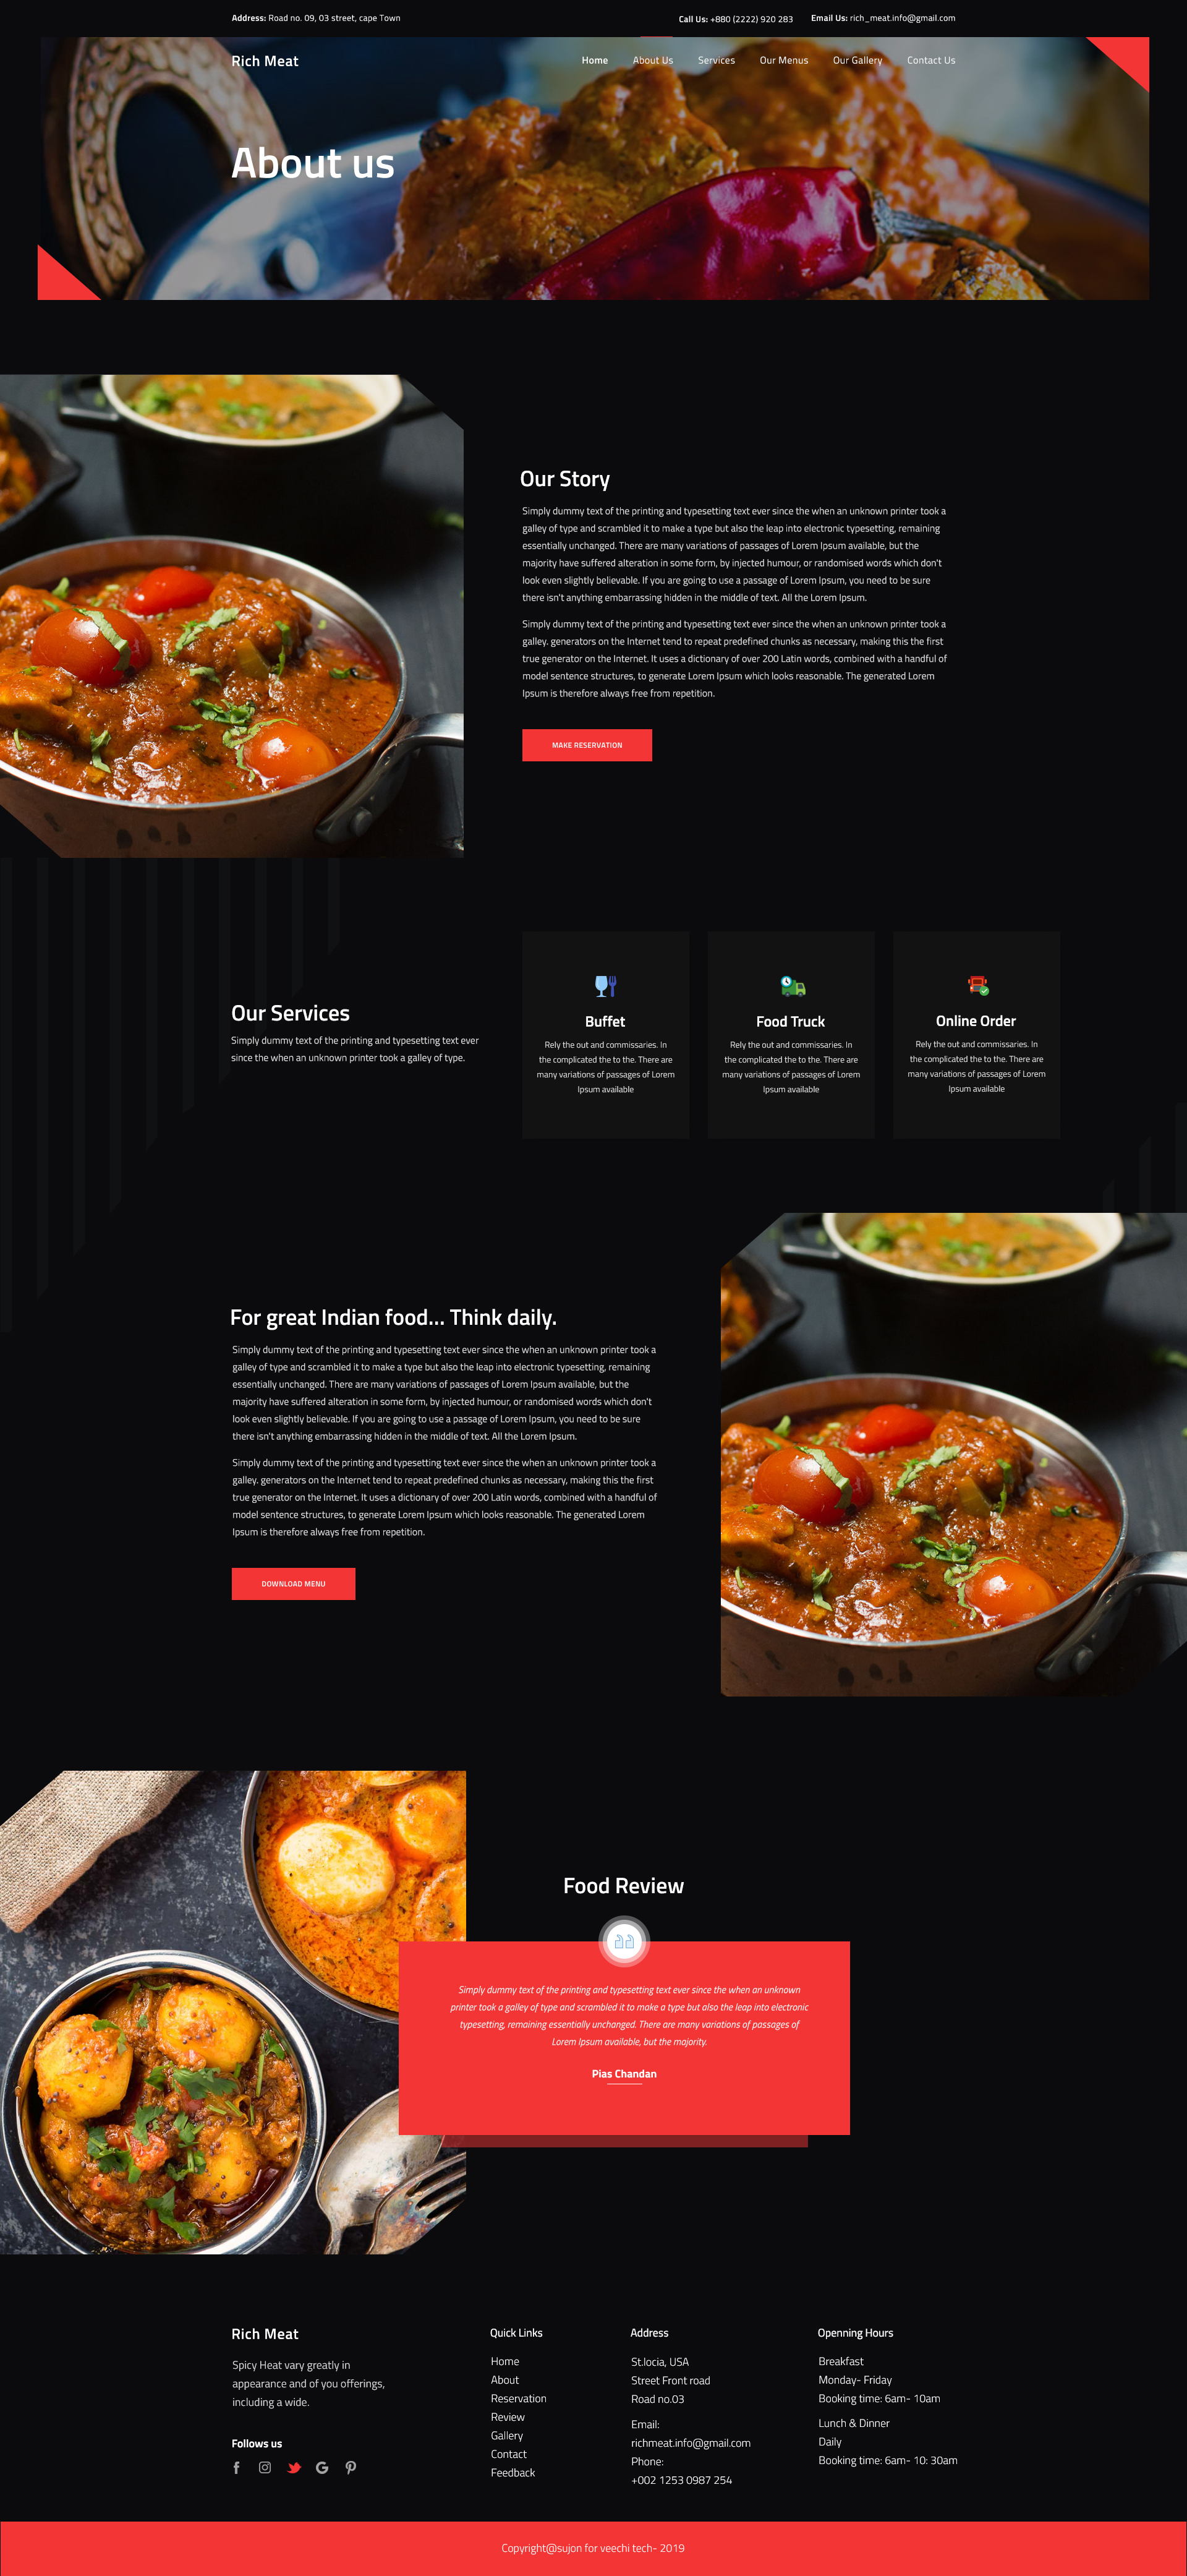 Address: Road no. 09, 03 street, cape Town
Call Us: +880 (2222) 920 283
Email Us: rich_meat.info@gmail.com
Rich Meat
Home
About Us
Services
Our Menus
Our Gallery
Contact Us
About us
Our Story
Simply dummy text of the printing and typesetting text ever since the when an unknown printer took a
galley of type and scrambled it to make a type but also the leap into electronic typesetting, remaining
essentially unchanged. There are many variations of passages of Lorem Ipsum available, but the
majority have suffered alteration in some form, by injected humour, or randomised words which don't
look even slightly believable. If you are going to use a passage of Lorem Ipsum, you need to be sure
there isn't anything embarrassing hidden in the middle of text. All the Lorem Ipsum.
Simply dummy text of the printing and typesetting text ever since the when an unknown printer took a
galley. generators on the Internet tend to repeat predefined chunks as necessary, making this the first
true generator on the Internet. It uses a dictionary of over 200 Latin words, combined with a handful of
model sentence structures, to generate Lorem Ipsum which looks reasonable. The generated Lorem
Ipsum is therefore always free from repetition.
MAKE RESERVATION
Our Services
Simply dummy text of the printing and typesetting text ever
since the when an unknown printer took a galley of type.
Buffet
Rely the out and commissaries. In
the complicated the to the. There are
many variations of passages of Lorem
Ipsum available
Food Truck
Rely the out and commissaries. In
the complicated the to the. There are
many variations of passages of Lorem
Ipsum available
Online Order
Rely the out and commissaries. In
the complicated the to the. There are
many variations of passages of Lorem
Ipsum available
For great Indian food... Think daily.
Simply dummy text of the printing and typesetting text ever since the when an unknown printer took a
galley of type and scrambled it to make a type but also the leap into electronic typesetting, remaining
essentially unchanged. There are many variations of passages of Lorem Ipsum available, but the
majority have suffered alteration in some form, by injected humour, or randomised words which don't
look even slightly believable. If you are going to use a passage of Lorem Ipsum, you need to be sure
there isn't anything embarrassing hidden in the middle of text. All the Lorem Ipsum.
Simply dummy text of the printing and typesetting text ever since the when an unknown printer took a
galley. generators on the Internet tend to repeat predefined chunks as necessary, making this the first
true generator on the Internet. It uses a dictionary of over 200 Latin words, combined with a handful of
model sentence structures, to generate Lorem Ipsum which looks reasonable. The generated Lorem
Ipsum is therefore always free from repetition.
DOWNLOAD MENU
Food Review
Simply dummy text of the printing and typesetting text ever since the when an unknown
printer took a galley of type and scrambled it to make a type but also the leap into electronic
typesetting, remaining essentially unchanged. There are many variations of passages of
Lorem Ipsum available, but the majority.
Pias Chandan
Rich Meat
Spicy Heat vary greatly in
appearance and of you offerings,
including a wide.
Follows us
Quick Links
Home
About
Reservation
Review
Gallery
Contact
Feedback
Address
St.locia, USA
Street Front road
Road no.03
Email:
richmeat.info@gmail.com
Phone:
+002 1253 0987 254
Openning Hours
Breakfast
Monday- Friday
Booking time: 6am- 10am
Lunch & Dinner
Daily
Booking time: 6am- 10: 30am
Copyright@sujon for veechi tech- 2019